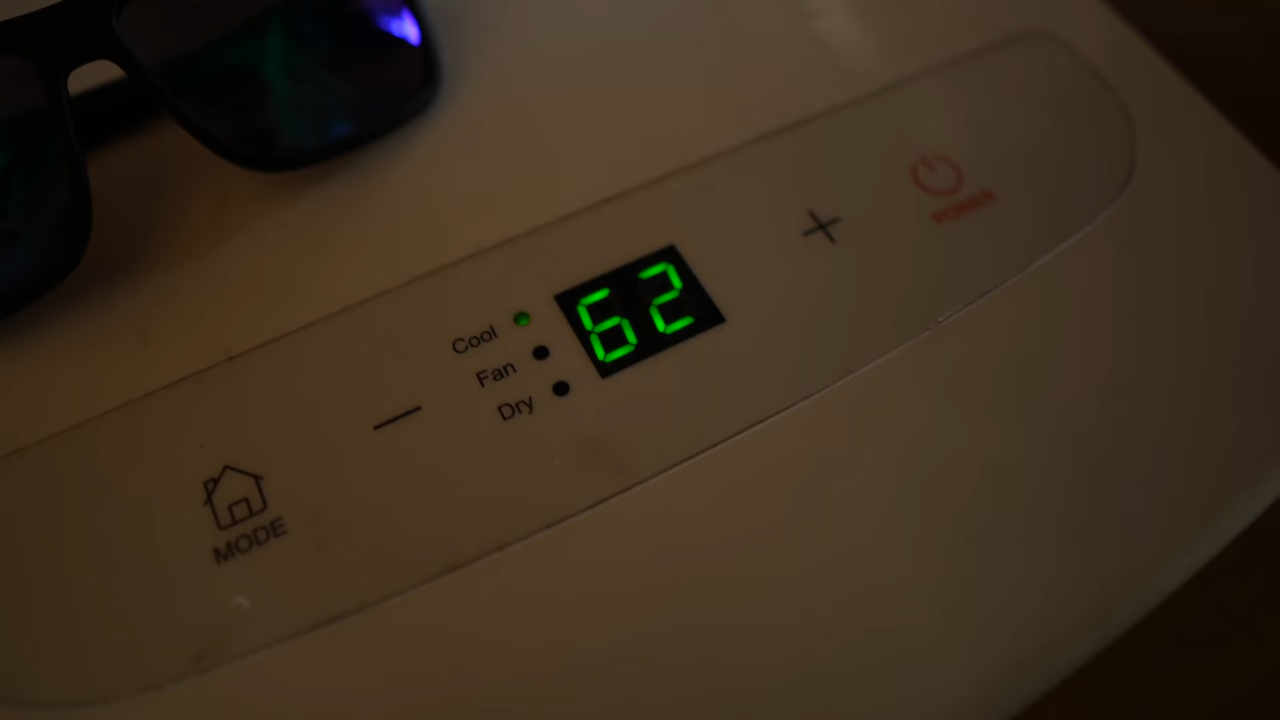 POWER
+
62
Cool
Fan
Dry
—
MODE